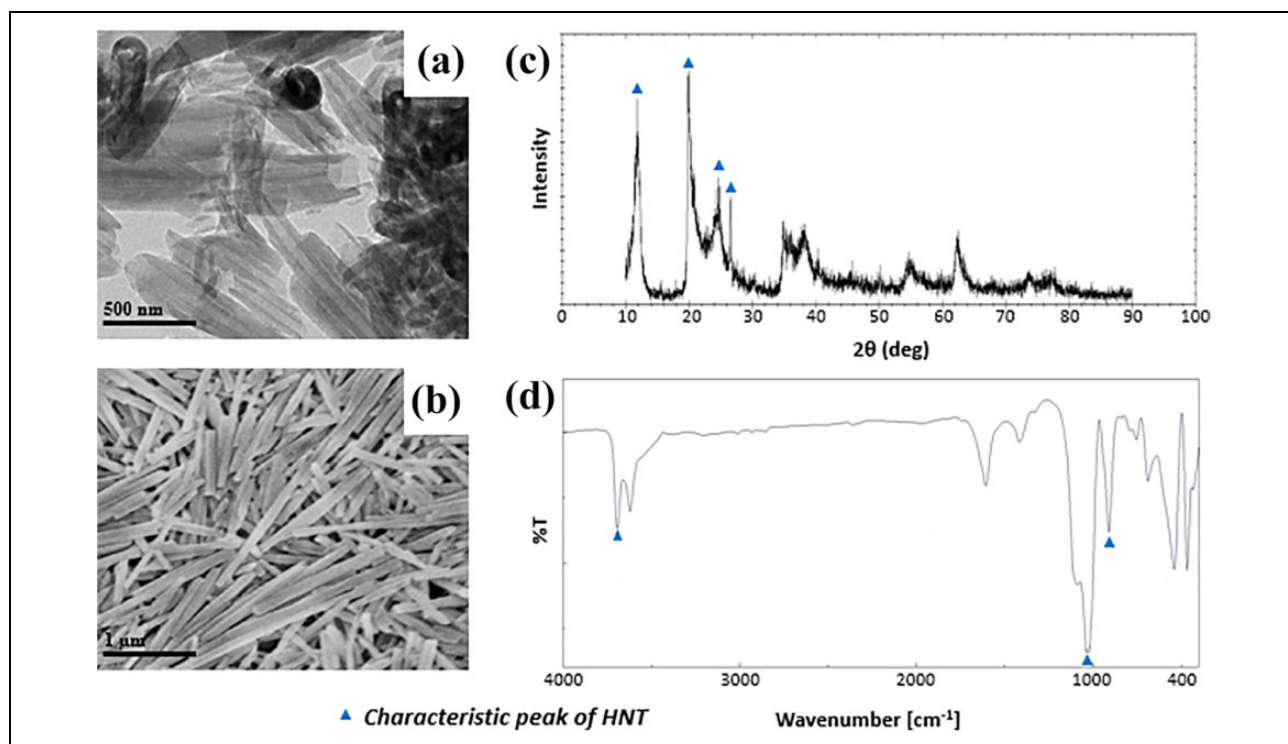 (a)
500 nm
(b)
1 µm
(c)
Intensity
0 10 20 30 40 50 60 70 80 90 100
2θ (deg)
(d)
%T
4000 3000 2000 1000 400
Wavenumber [cm⁻¹]
▲ Characteristic peak of HNT